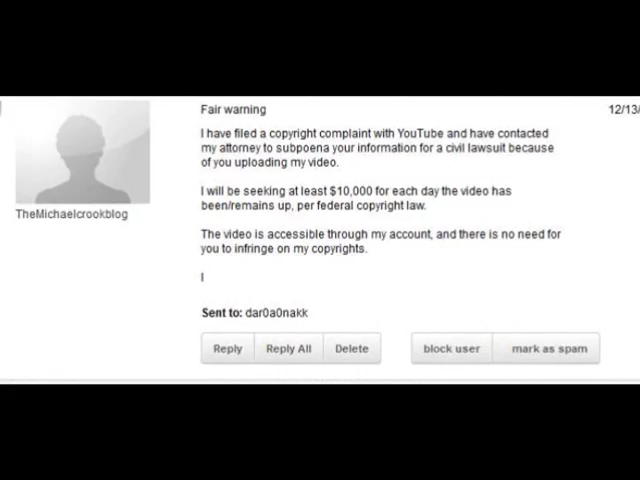 Fair warning
12/13/
I have filed a copyright complaint with YouTube and have contacted
my attorney to subpoena your information for a civil lawsuit because
of you uploading my video.
I will be seeking at least $10,000 for each day the video has
been/remains up, per federal copyright law.
TheMichaelcrookblog
The video is accessible through my account, and there is no need for
you to infringe on my copyrights.
I
Sent to: dar0a0nakk
Reply
Reply All
Delete
block user
mark as spam